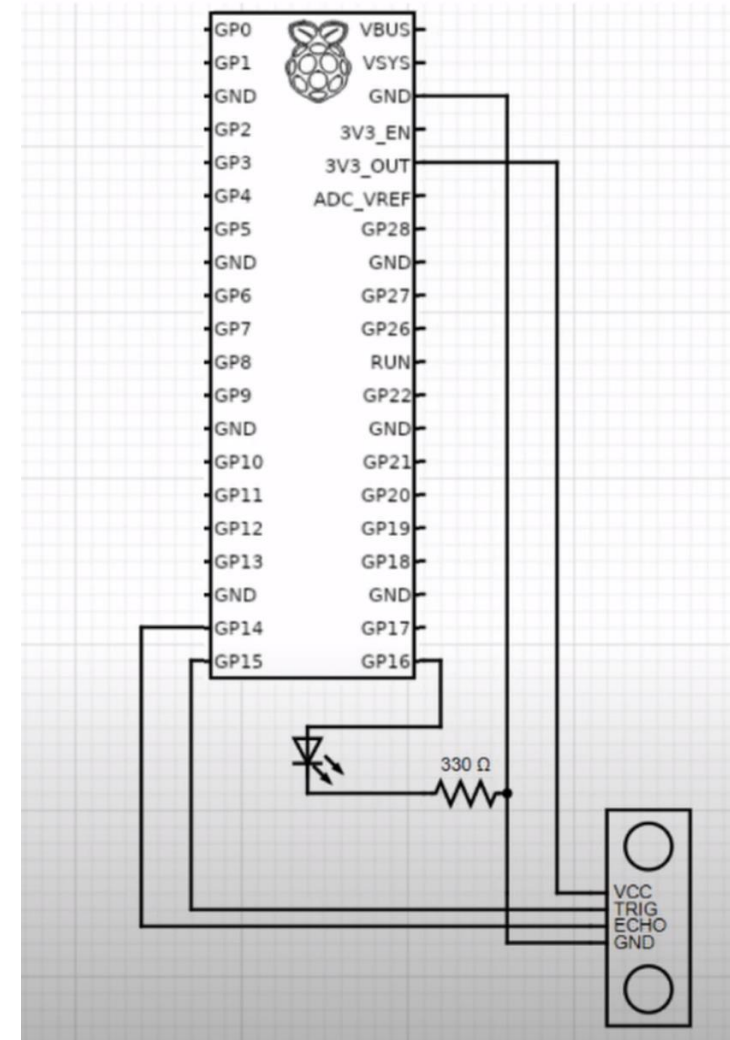 GP0 VBUS
GP1 VSYS
GND GND
GP2 3V3_EN
GP3 3V3_OUT
GP4 ADC_VREF
GP5 GP28
GND GND
GP6 GP27
GP7 GP26
GP8 RUN
GP9 GP22
GND GND
GP10 GP21
GP11 GP20
GP12 GP19
GP13 GP18
GND GND
GP14 GP17
GP15 GP16
330 Ω
VCC
TRIG
ECHO
GND